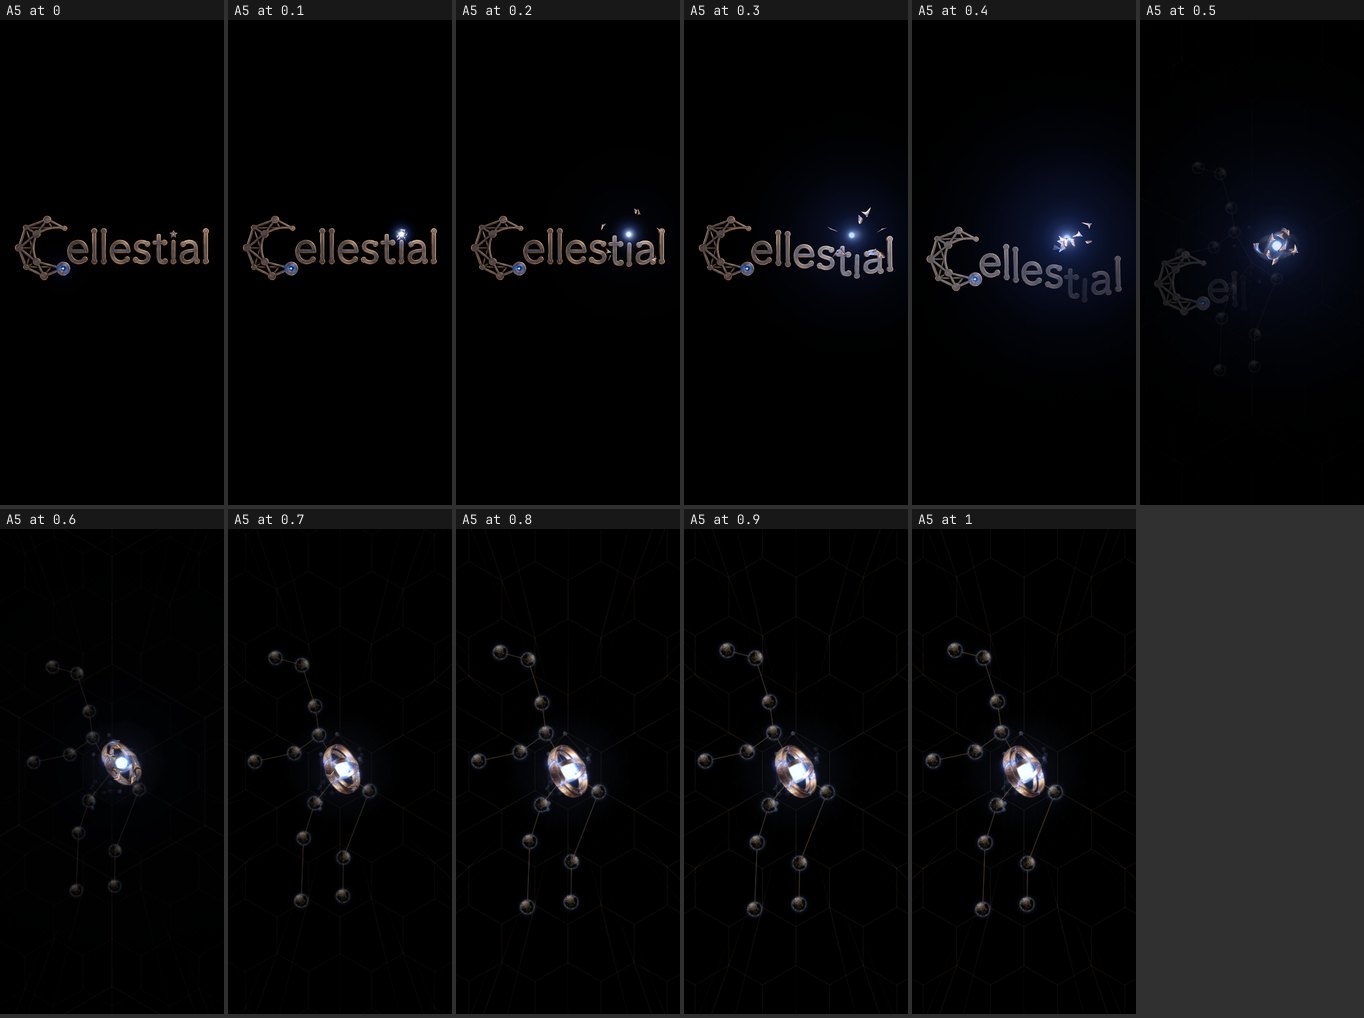 A5 at 0
A5 at 0.1
A5 at 0.2
A5 at 0.3
A5 at 0.4
A5 at 0.5
Cellestial
Cellestial
Cellestial
Cellestial
Cellestial
Cell
A5 at 0.6
A5 at 0.7
A5 at 0.8
A5 at 0.9
A5 at 1